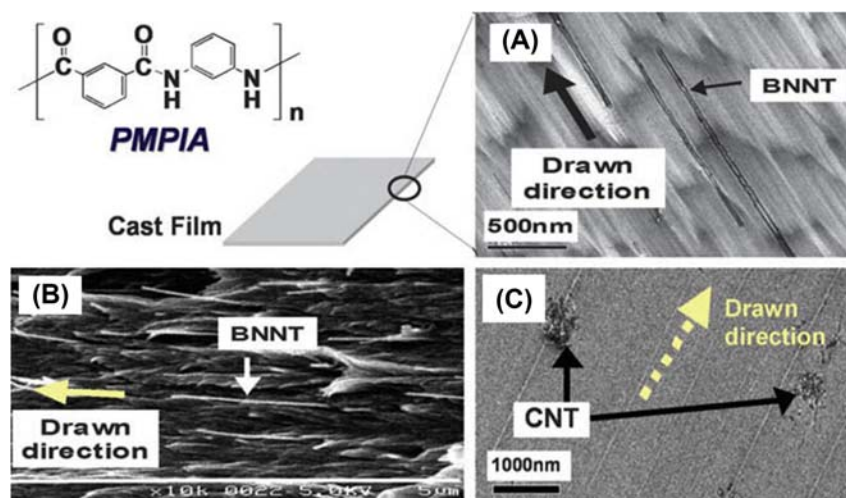 O
O
C
C
N
H
N
H
n
PMPIA
Cast Film
(A)
BNNT
Drawn
direction
500nm
(B)
BNNT
Drawn
direction
×10k 0022 5.0kV 5μm
(C)
Drawn
direction
CNT
1000nm